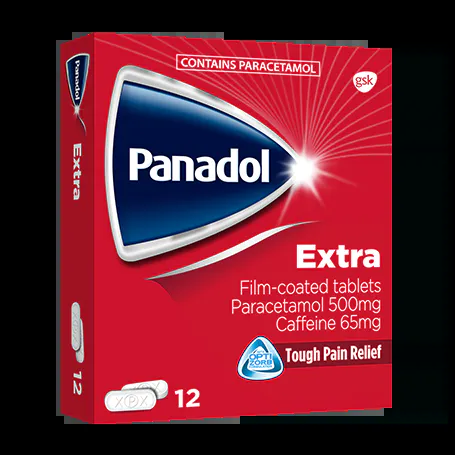 CONTAINS PARACETAMOL
gsk
Panadol
Extra
Film-coated tablets
Paracetamol 500mg
Caffeine 65mg
OPTI
ZORB
Tough Pain Relief
12
Panadol
Extra
12